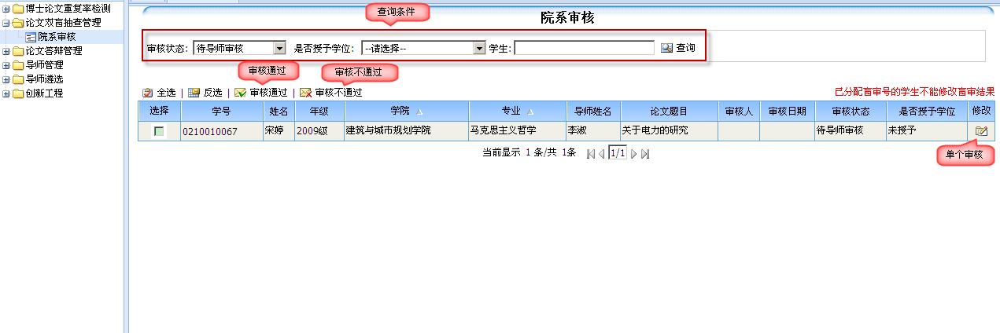 博士论文重复率检测
论文双盲抽查管理
院系审核
论文答辩管理
导师管理
导师遴选
创新工程
查询条件
院系审核
审核状态: 待导师审核 是否授予学位: --请选择-- 学生: 查询
审核通过 审核不通过
全选 | 反选 | 审核通过 | 审核不通过 已分配盲审号的学生不能修改盲审结果
选择 学号 姓名 年级 学院 专业 导师姓名 论文题目 审核人 审核日期 审核状态 是否授予学位 修改
0210010067 宋婷 2009级 建筑与城市规划学院 马克思主义哲学 李淑 关于电力的研究 待导师审核 未授予
当前显示 1 条/共 1条 1/1
单个审核